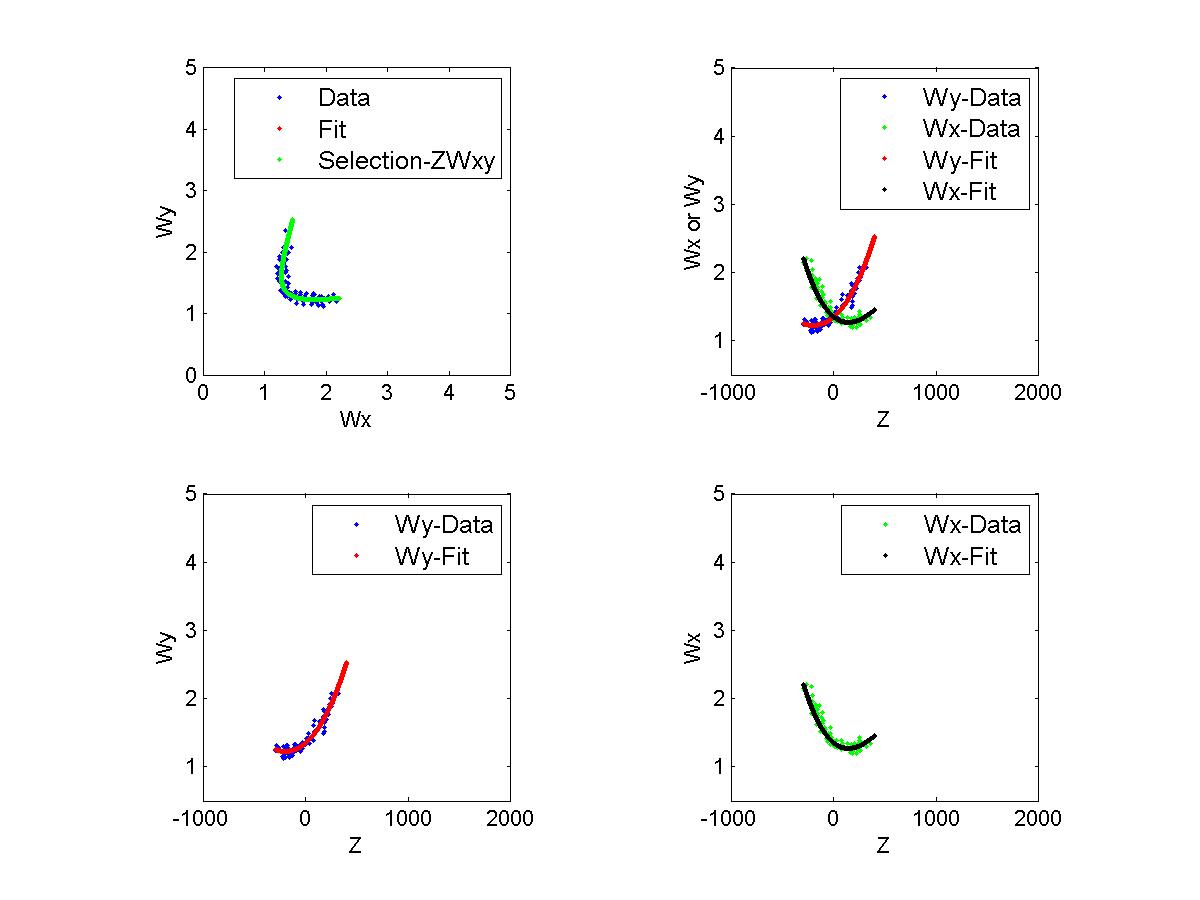 5
4
3
2
1
0
0 1 2 3 4 5
Wy
Wx
Data
Fit
Selection-ZWxy
5
4
3
2
1
-1000 0 1000 2000
Wx or Wy
Z
Wy-Data
Wx-Data
Wy-Fit
Wx-Fit
5
4
3
2
1
-1000 0 1000 2000
Wy
Z
Wy-Data
Wy-Fit
5
4
3
2
1
-1000 0 1000 2000
Wx
Z
Wx-Data
Wx-Fit